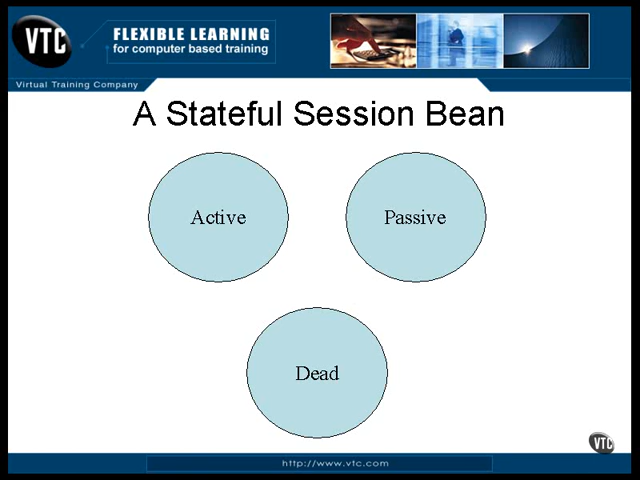 VTC
FLEXIBLE LEARNING
for computer based training
Virtual Training Company
A Stateful Session Bean
Active
Passive
Dead
VTC
http://www.vtc.com